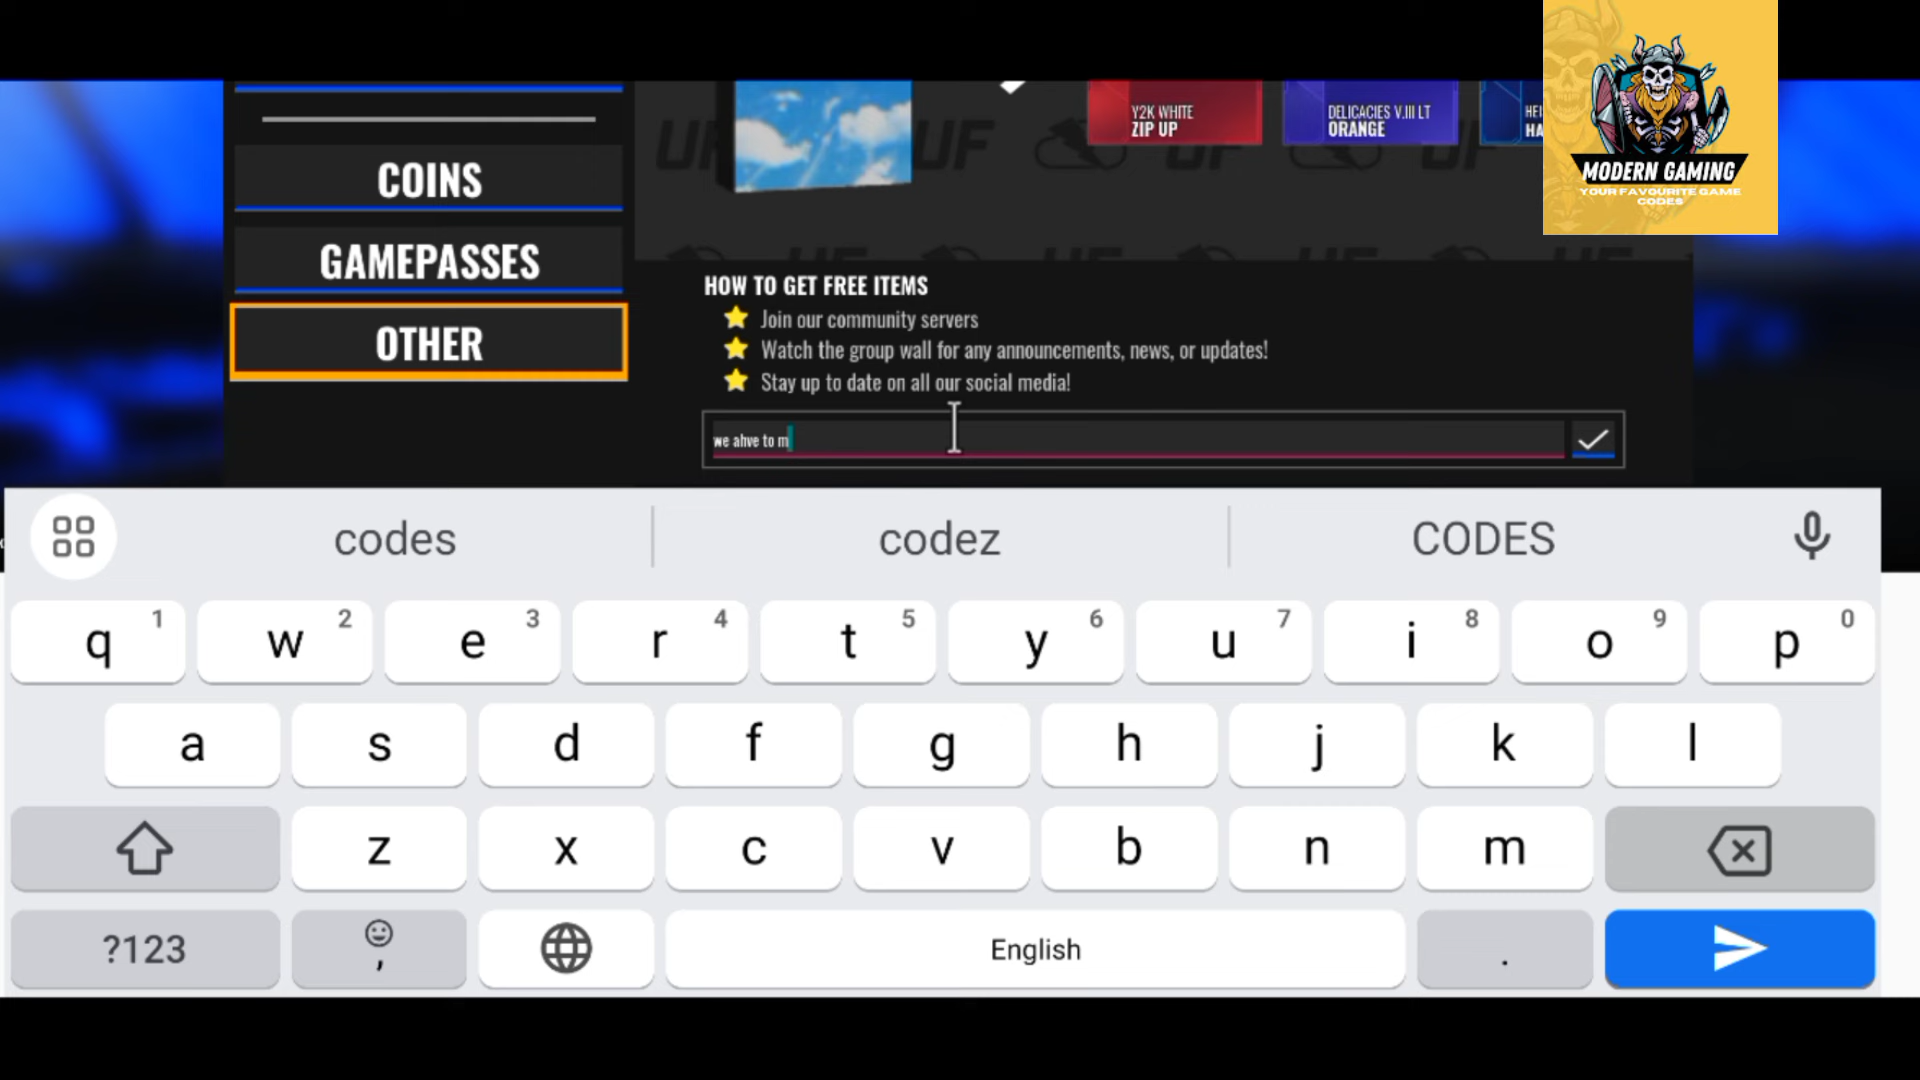 MODERN GAMING
YOUR FAVOURITE GAME
CODES
Y2K WHITE
ZIP UP
DELICACIES V.III LT
ORANGE
UF
COINS
GAMEPASSES
OTHER
HOW TO GET FREE ITEMS
Join our community servers
Watch the group wall for any announcements, news, or updates!
Stay up to date on all our social media!
we ahve to m
codes codez CODES
q 1 w 2 e 3 r 4 t 5 y 6 u 7 i 8 o 9 p 0
a s d f g h j k l
z x c v b n m
?123 , English .